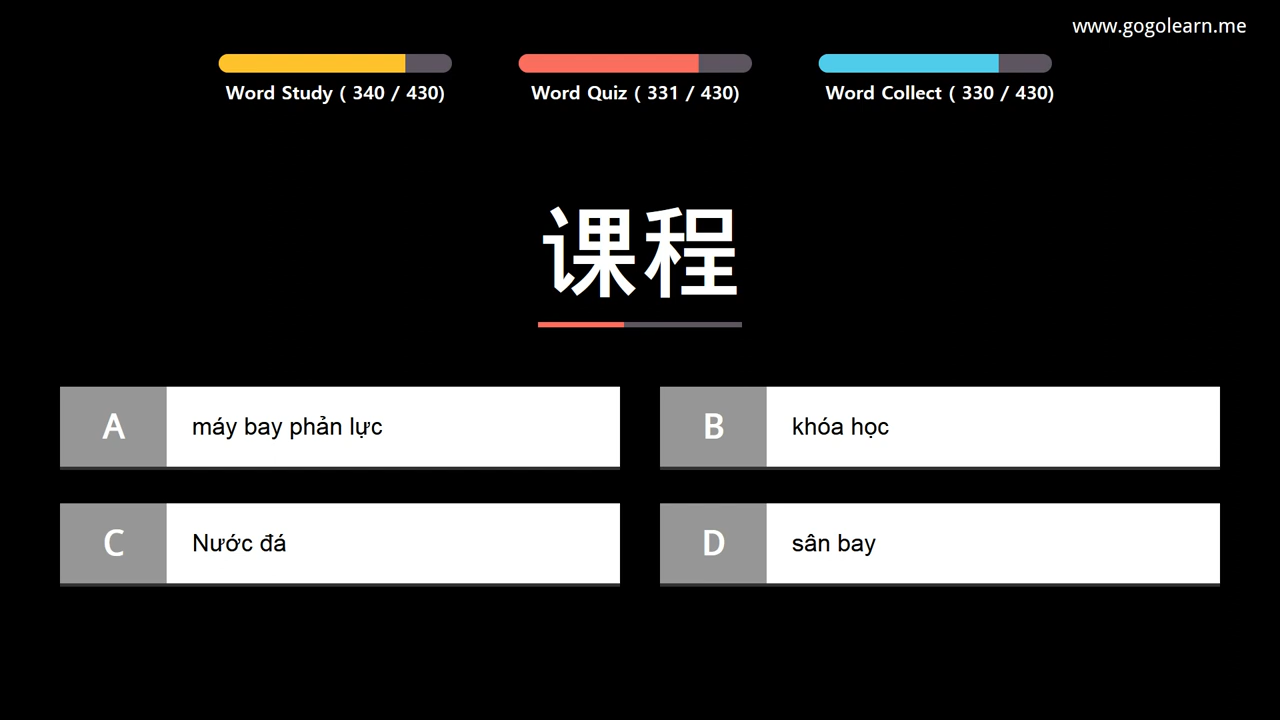 www.gogolearn.me
Word Study ( 340 / 430)
Word Quiz ( 331 / 430)
Word Collect ( 330 / 430)
课程
A
máy bay phản lực
B
khóa học
C
Nước đá
D
sân bay